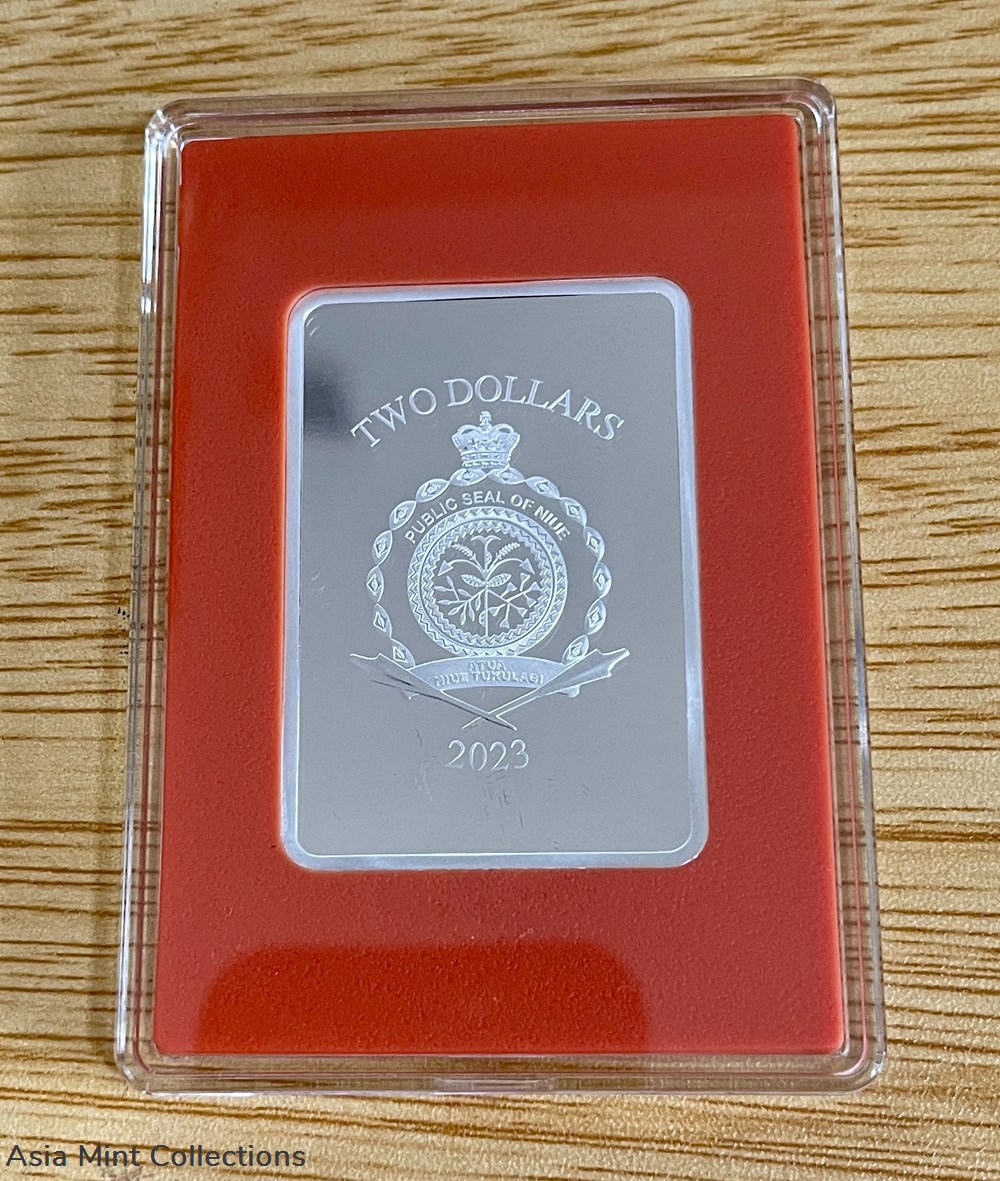 TWO DOLLARS
PUBLIC SEAL OF NIUE
ATUA
NIUE TUKULAGI
2023
Asia Mint Collections